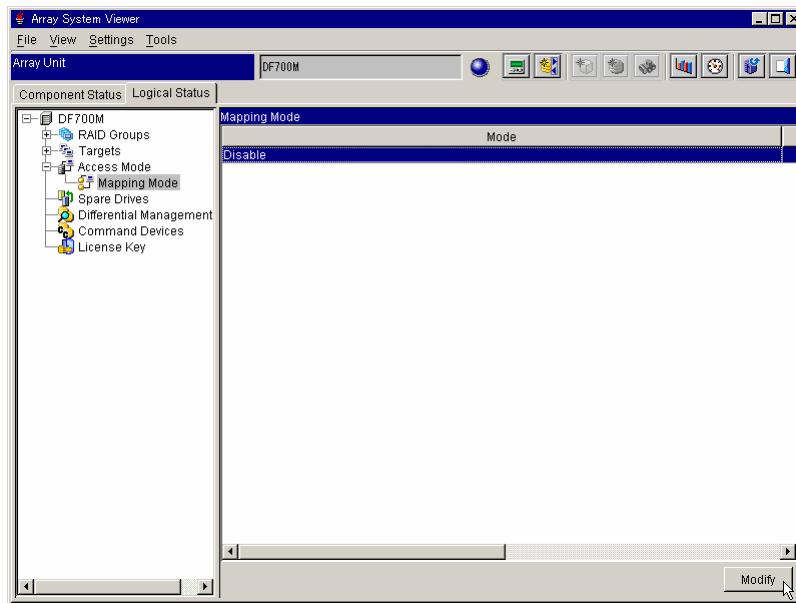 Array System Viewer
File View Settings Tools
Array Unit DF700M
Component Status Logical Status
DF700M
RAID Groups
Targets
Access Mode
Mapping Mode
Spare Drives
Differential Management
Command Devices
License Key
Mapping Mode
Mode
Disable
Modify